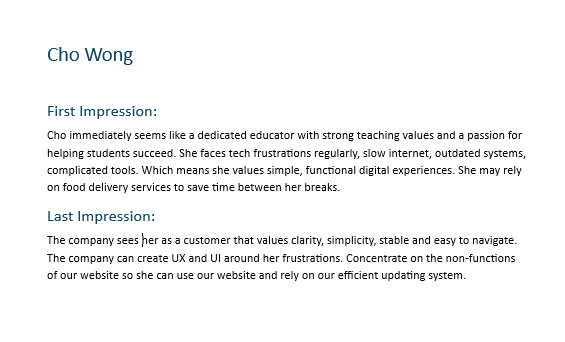 Cho Wong
First Impression:
Cho immediately seems like a dedicated educator with strong teaching values and a passion for
helping students succeed. She faces tech frustrations regularly, slow internet, outdated systems,
complicated tools. Which means she values simple, functional digital experiences. She may rely
on food delivery services to save time between her breaks.
Last Impression:
The company sees her as a customer that values clarity, simplicity, stable and easy to navigate.
The company can create UX and UI around her frustrations. Concentrate on the non-functions
of our website so she can use our website and rely on our efficient updating system.